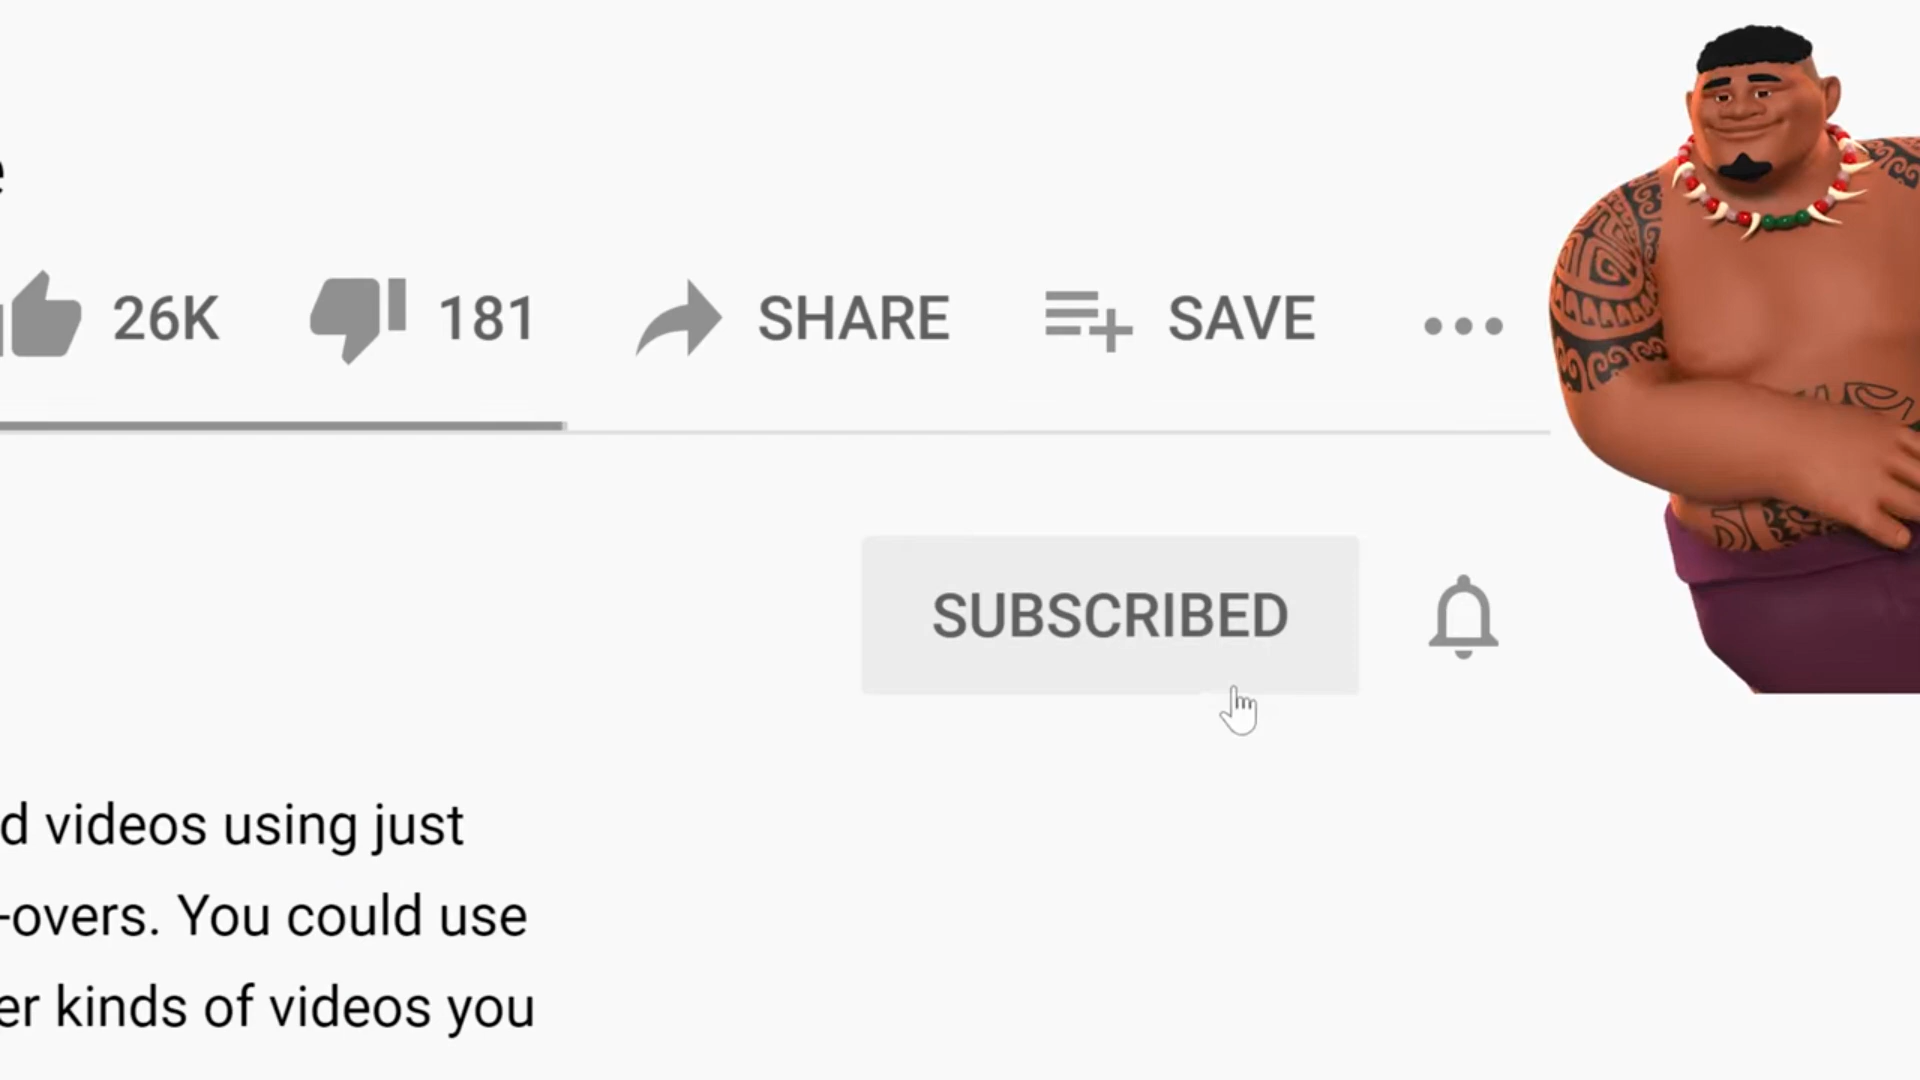 e
26K 181 SHARE SAVE
SUBSCRIBED
d videos using just
-overs. You could use
er kinds of videos you